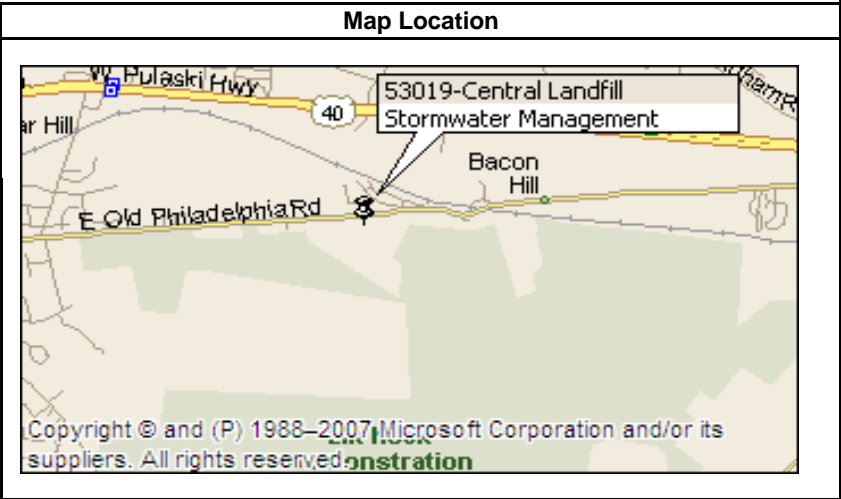 Map Location
W Pulaski Hwy
40
53019-Central Landfill
Stormwater Management
ar Hill
Bacon
Hill
E Old Philadelphia Rd
Copyright © and (P) 1988–2007 Microsoft Corporation and/or its
suppliers. All rights reserved.
onstration